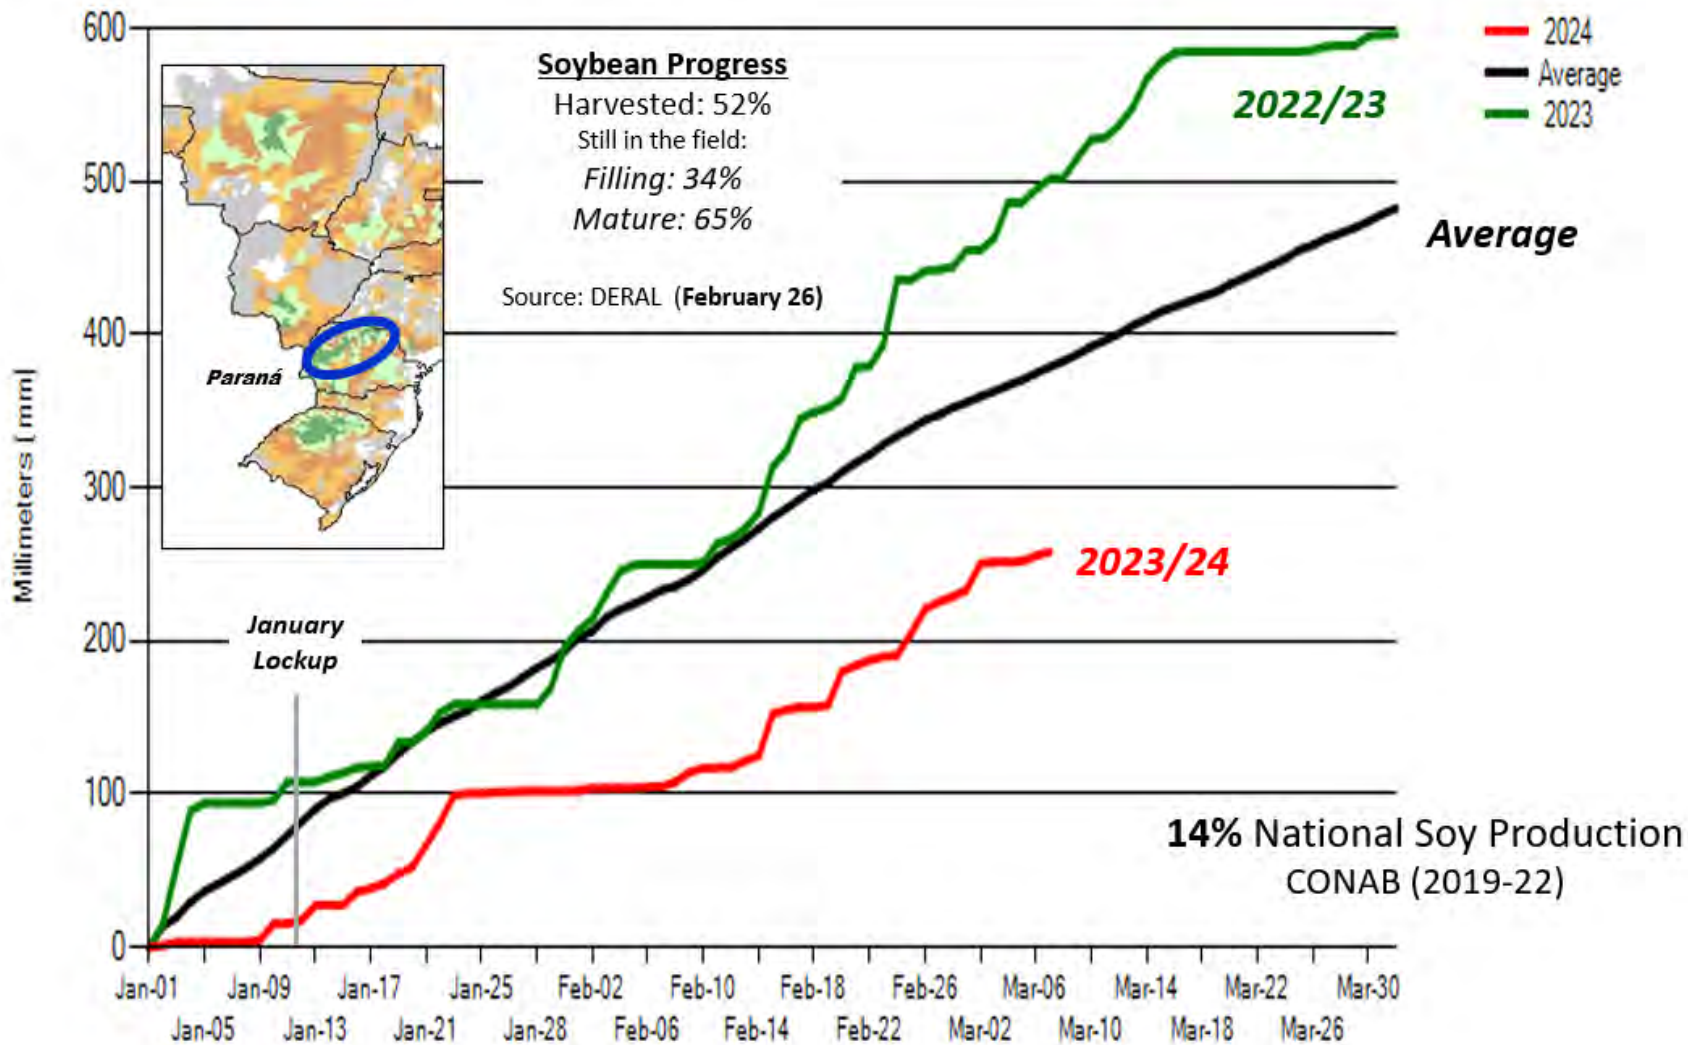 600
500
400
300
200
100
0
Millimeters [ mm]
Soybean Progress
Harvested: 52%
Still in the field:
Filling: 34%
Mature: 65%
Source: DERAL (February 26)
Paraná
January
Lockup
2024
Average
2023
2022/23
Average
2023/24
14% National Soy Production
CONAB (2019-22)
Jan-01 Jan-09 Jan-17 Jan-25 Feb-02 Feb-10 Feb-18 Feb-26 Mar-06 Mar-14 Mar-22 Mar-30
Jan-05 Jan-13 Jan-21 Jan-28 Feb-06 Feb-14 Feb-22 Mar-02 Mar-10 Mar-18 Mar-26